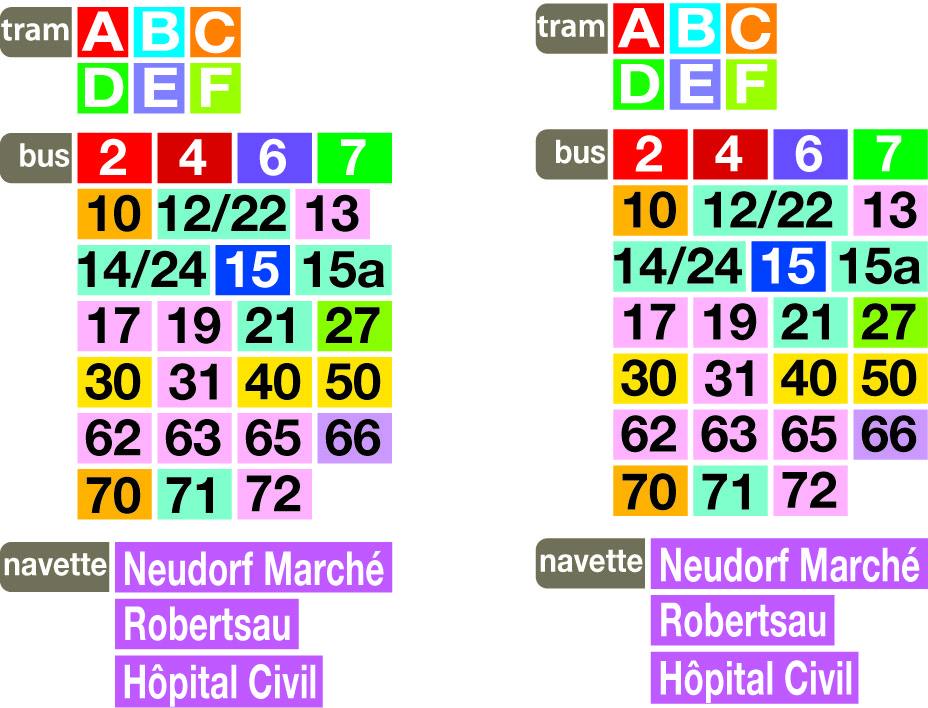 tram A B C
D E F
bus 2 4 6 7
10 12/22 13
14/24 15 15a
17 19 21 27
30 31 40 50
62 63 65 66
70 71 72
navette Neudorf Marché
Robertsau
Hôpital Civil
tram A B C
D E F
bus 2 4 6 7
10 12/22 13
14/24 15 15a
17 19 21 27
30 31 40 50
62 63 65 66
70 71 72
navette Neudorf Marché
Robertsau
Hôpital Civil